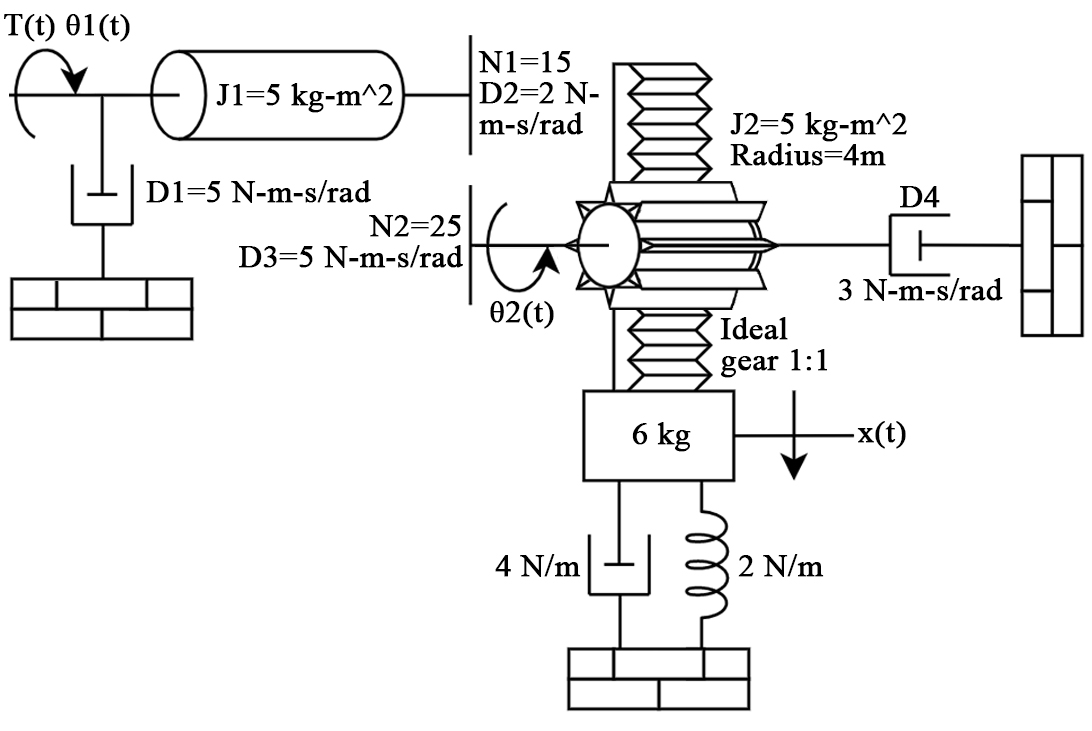 T(t) θ1(t)
J1=5 kg-m^2
N1=15
D2=2 N-
m-s/rad
J2=5 kg-m^2
Radius=4m
D1=5 N-m-s/rad
N2=25
D3=5 N-m-s/rad
θ2(t)
D4
3 N-m-s/rad
Ideal
gear 1:1
6 kg
x(t)
4 N/m
2 N/m